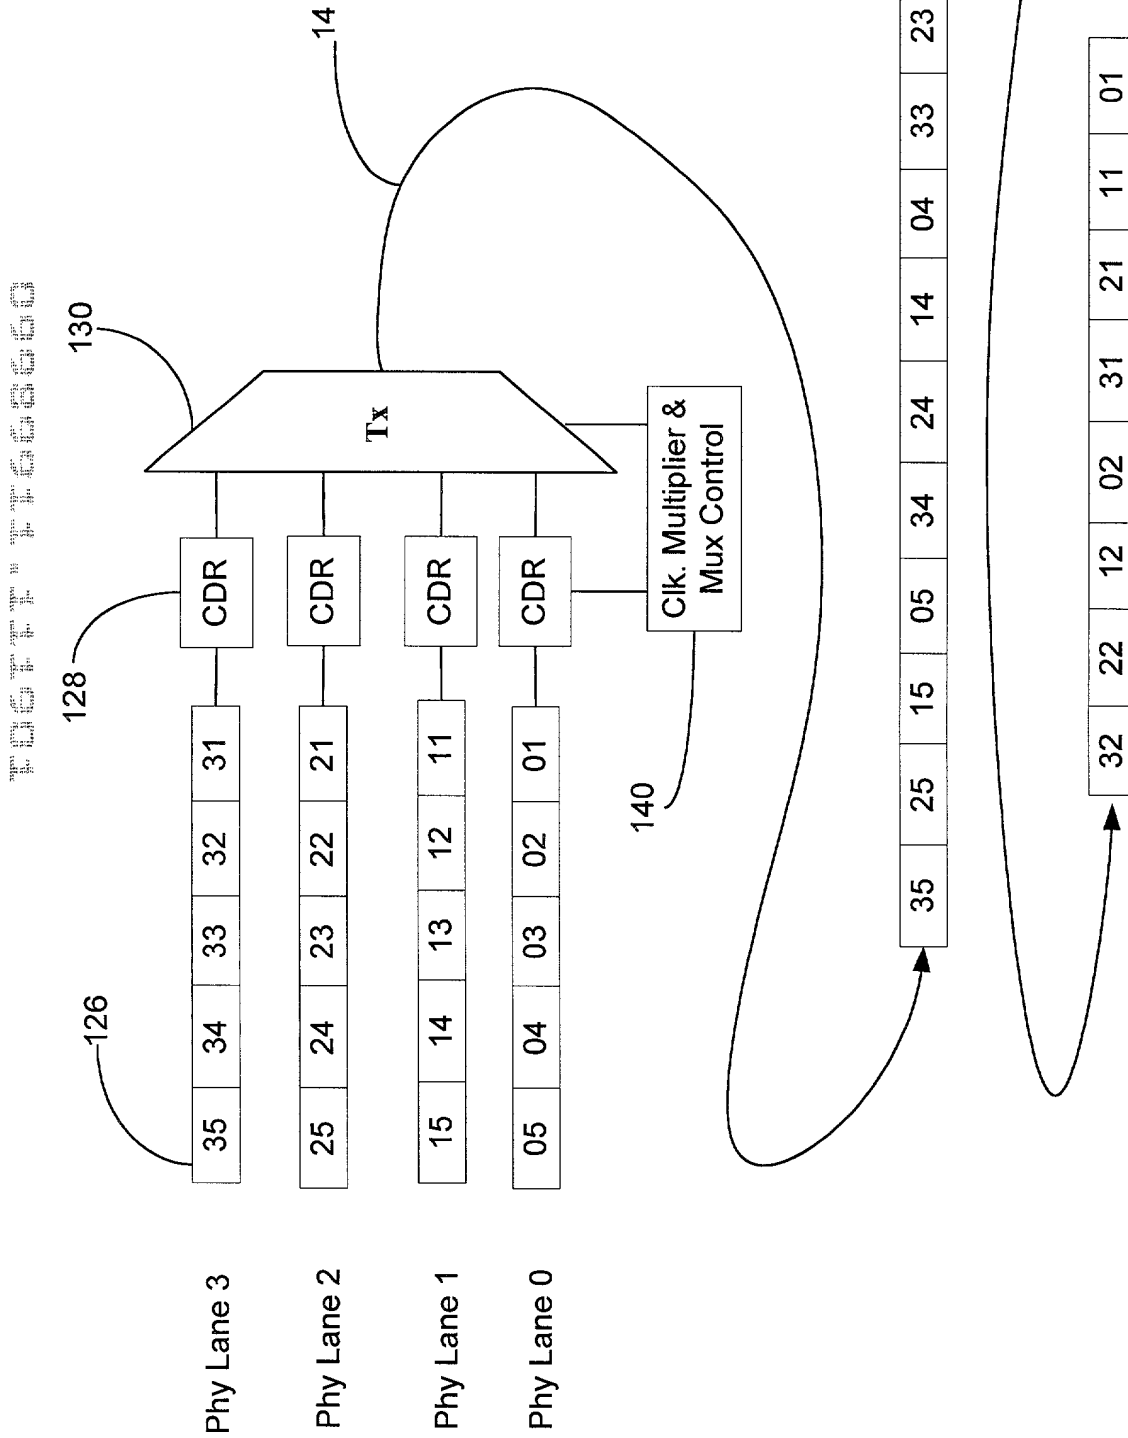 126
128
130
14
Phy Lane 3
35 34 33 32 31
CDR
Phy Lane 2
25 24 23 22 21
CDR
Tx
Phy Lane 1
15 14 13 12 11
CDR
Phy Lane 0
05 04 03 02 01
CDR
140
Clk. Multiplier &
Mux Control
35 25 15 05 34 24 14 04 33 23
32 22 12 02 31 21 11 01